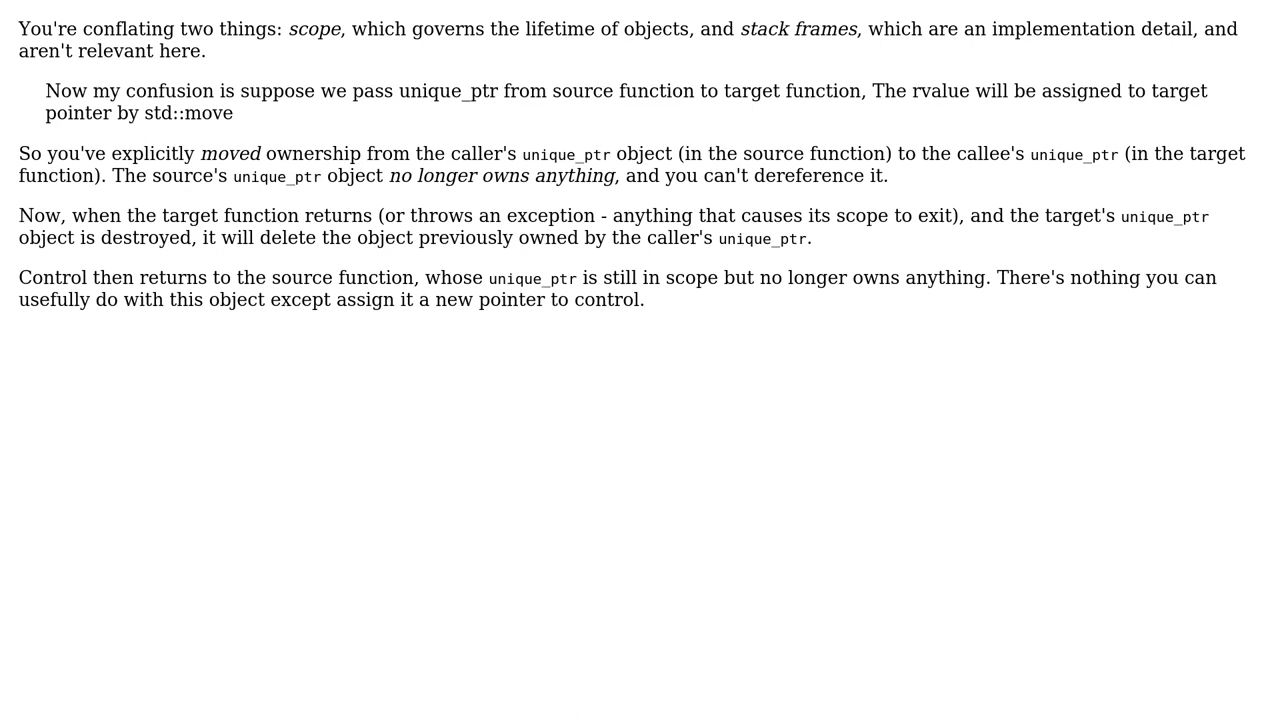 You're conflating two things: scope, which governs the lifetime of objects, and stack frames, which are an implementation detail, and
aren't relevant here.
Now my confusion is suppose we pass unique_ptr from source function to target function, The rvalue will be assigned to target
pointer by std::move
So you've explicitly moved ownership from the caller's unique_ptr object (in the source function) to the callee's unique_ptr (in the target
function). The source's unique_ptr object no longer owns anything, and you can't dereference it.
Now, when the target function returns (or throws an exception - anything that causes its scope to exit), and the target's unique_ptr
object is destroyed, it will delete the object previously owned by the caller's unique_ptr.
Control then returns to the source function, whose unique_ptr is still in scope but no longer owns anything. There's nothing you can
usefully do with this object except assign it a new pointer to control.